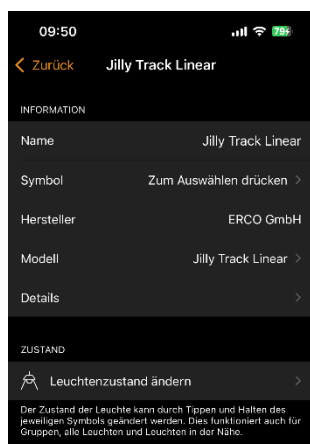 09:50
79
Zurück Jilly Track Linear
INFORMATION
Name Jilly Track Linear
Symbol Zum Auswählen drücken
Hersteller ERCO GmbH
Modell Jilly Track Linear
Details
ZUSTAND
Leuchtenzustand ändern
Der Zustand der Leuchte kann durch Tippen und Halten des
jeweiligen Symbols geändert werden. Dies funktioniert auch für
Gruppen, alle Leuchten und Leuchten in der Nähe.